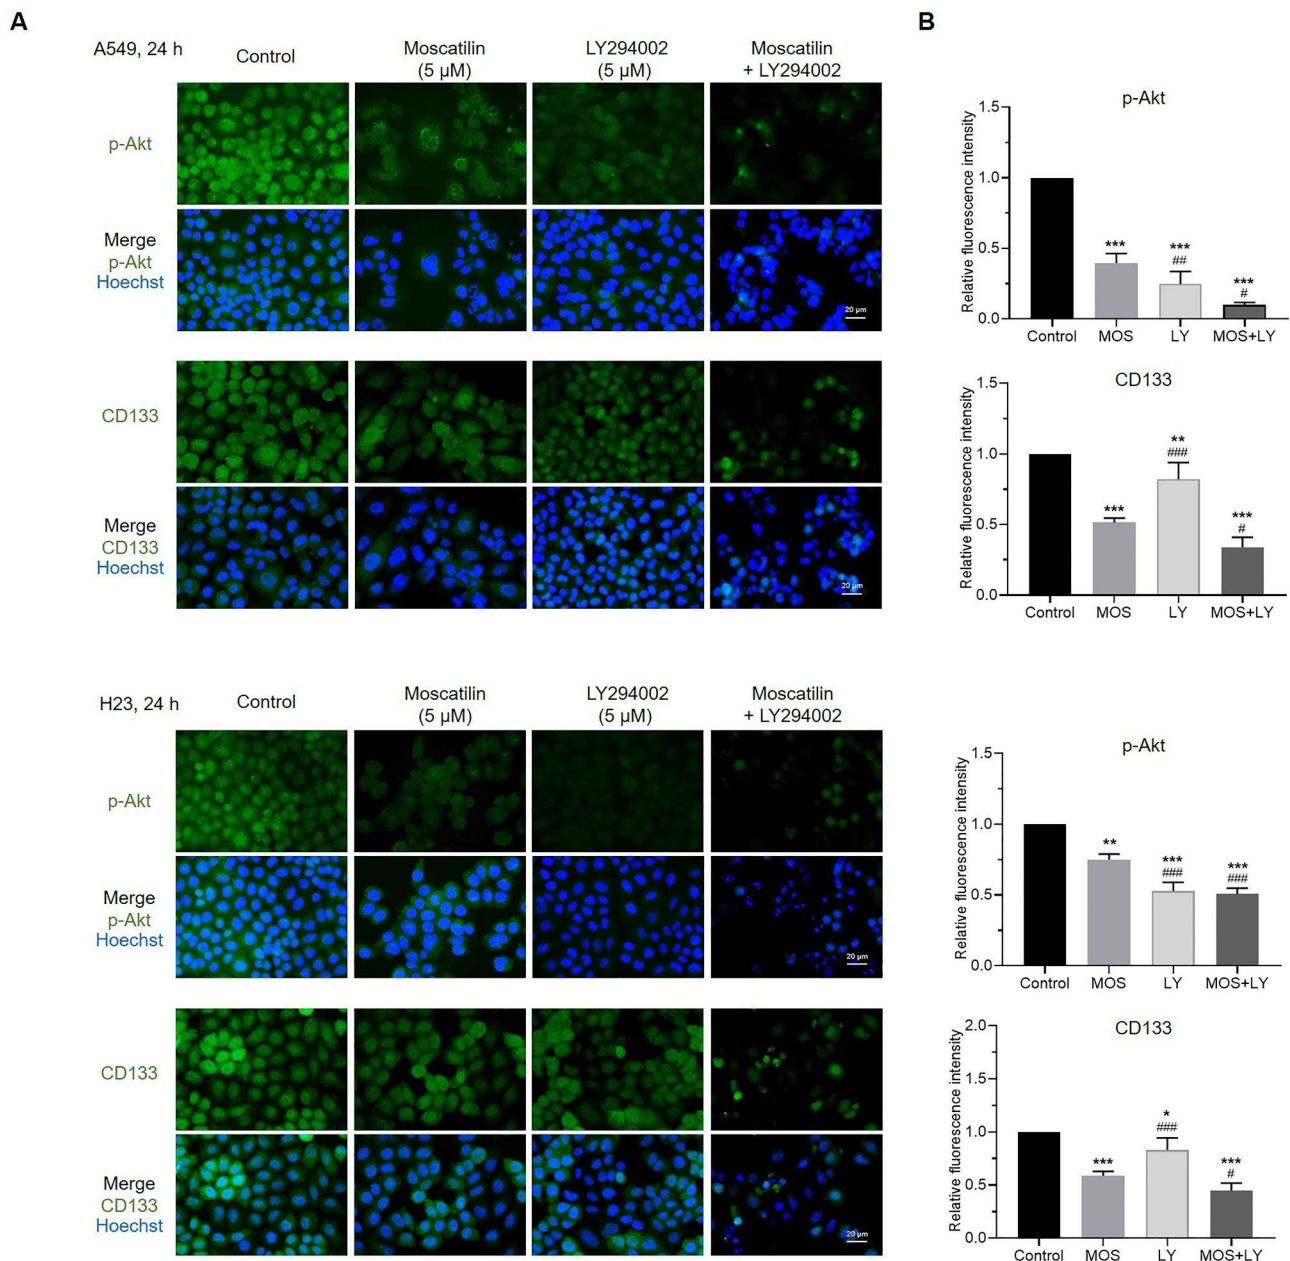 A
B
A549, 24 h
Control
Moscatilin
(5 µM)
LY294002
(5 µM)
Moscatilin
+ LY294002
p-Akt
Merge
p-Akt
Hoechst
20 µm
CD133
Merge
CD133
Hoechst
20 µm
p-Akt
Relative fluorescence intensity
1.5
1.0
0.5
0.0
***
***
##
***
#
Control
MOS
LY
MOS+LY
CD133
Relative fluorescence intensity
1.5
1.0
0.5
0.0
***
**
###
***
#
Control
MOS
LY
MOS+LY
H23, 24 h
Control
Moscatilin
(5 µM)
LY294002
(5 µM)
Moscatilin
+ LY294002
p-Akt
Merge
p-Akt
Hoechst
20 µm
CD133
Merge
CD133
Hoechst
20 µm
p-Akt
Relative fluorescence intensity
1.5
1.0
0.5
0.0
**
***
###
***
###
Control
MOS
LY
MOS+LY
CD133
Relative fluorescence intensity
2.0
1.5
1.0
0.5
0.0
***
*
###
***
#
Control
MOS
LY
MOS+LY